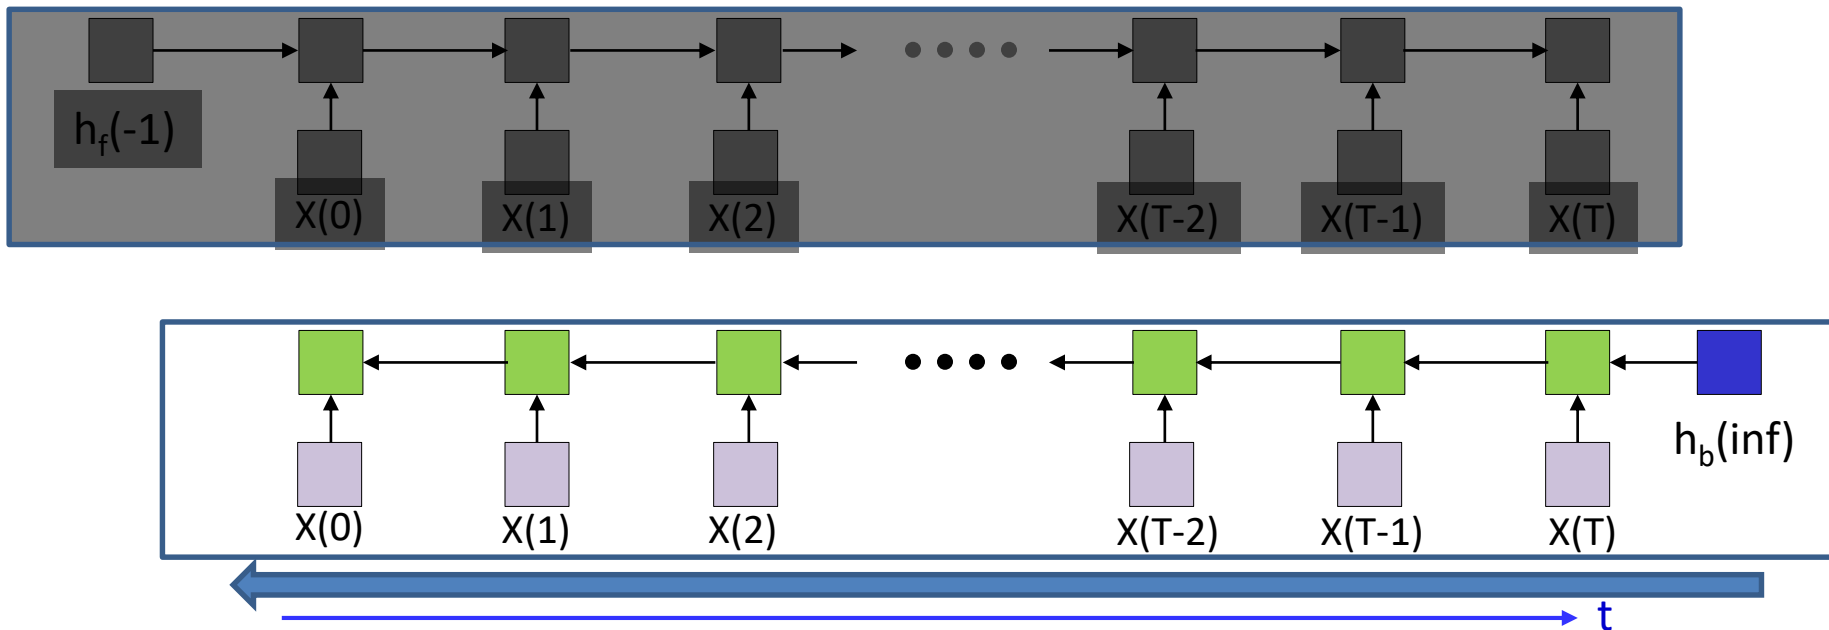 h_f(-1)
X(0) X(1) X(2) X(T-2) X(T-1) X(T)
h_b(inf)
X(0) X(1) X(2) X(T-2) X(T-1) X(T)
t